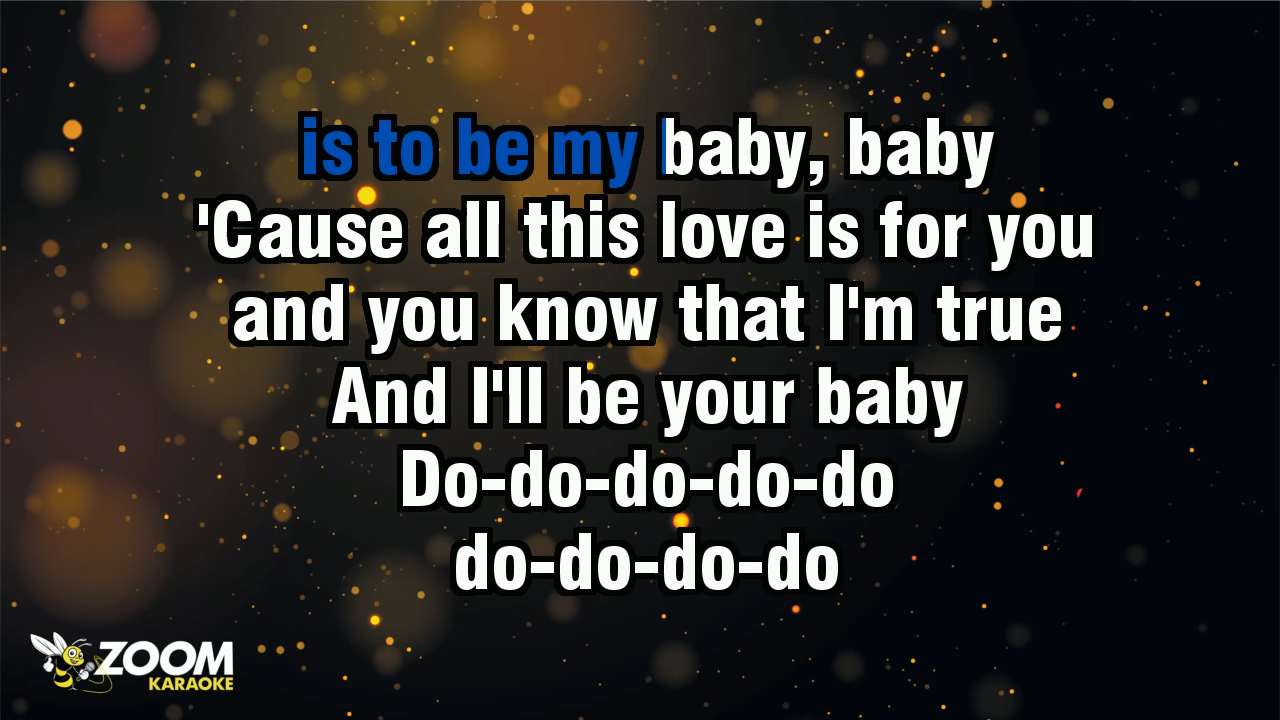 is to be my baby, baby
'Cause all this love is for you
and you know that I'm true
And I'll be your baby
Do-do-do-do-do
do-do-do-do
ZOOM
KARAOKE